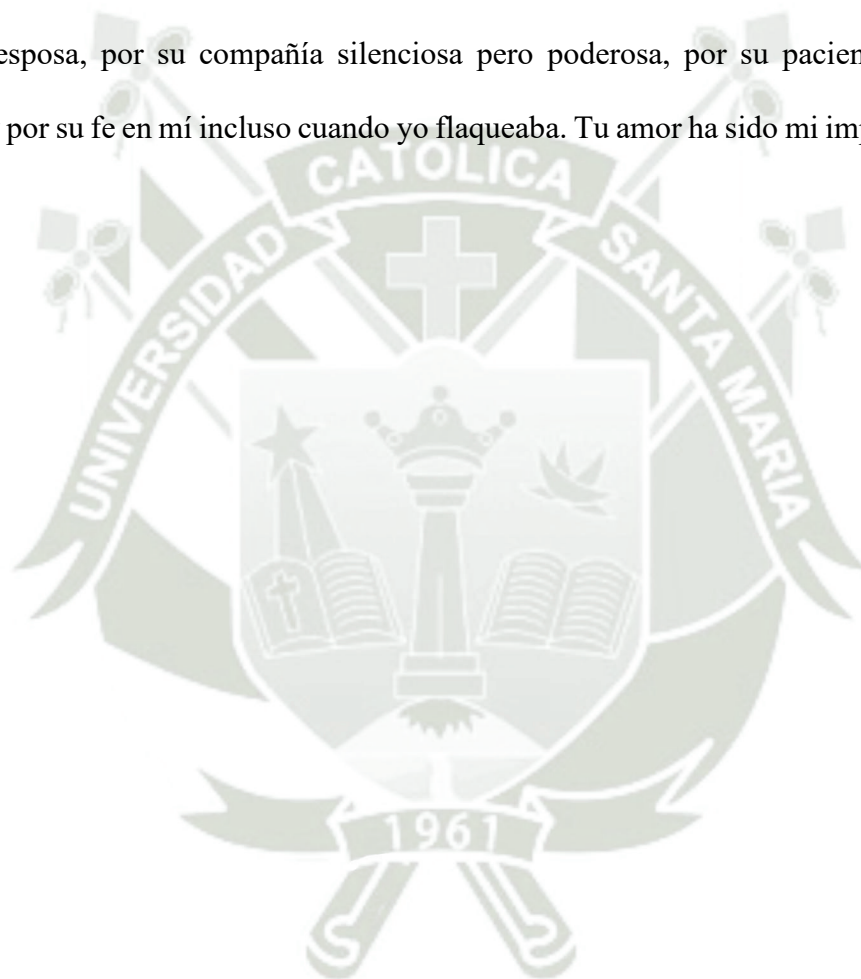 esposa, por su compañía silenciosa pero poderosa, por su pacien
por su fe en mí incluso cuando yo flaqueaba. Tu amor ha sido mi imp
CATOLICA
UNIVERSIDAD
SANTA MARIA
1961